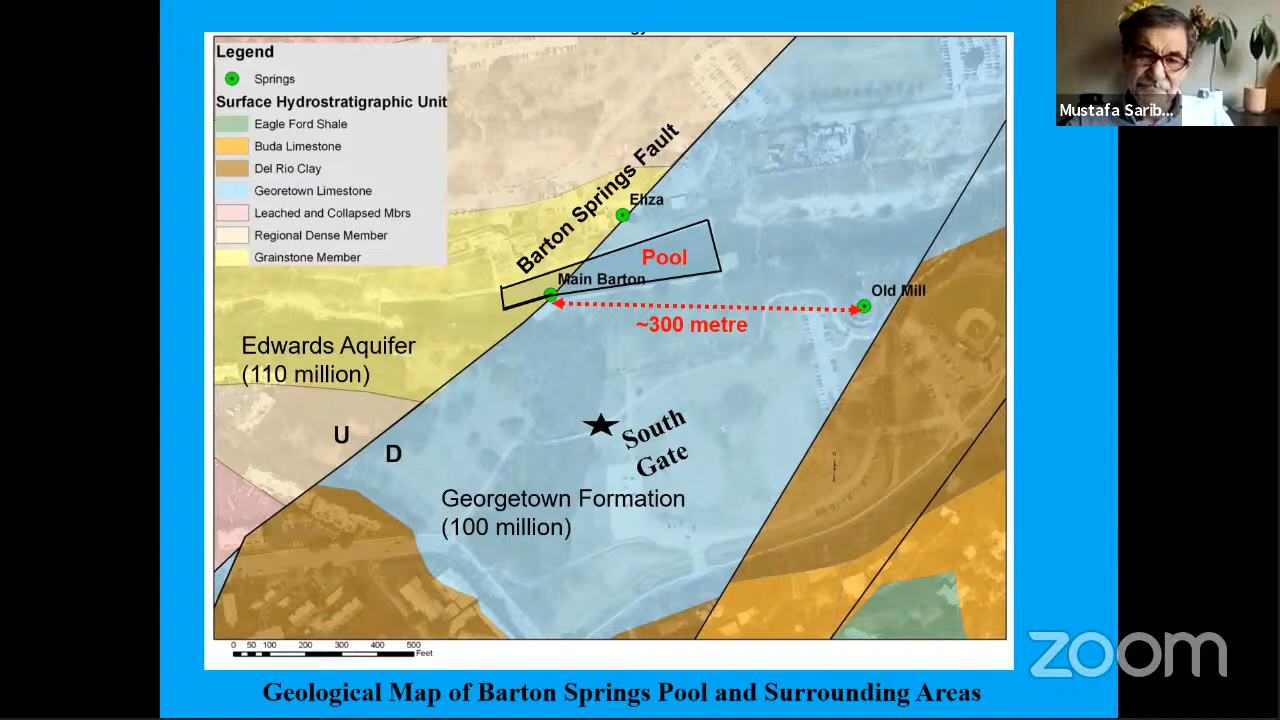 Legend
Springs
Surface Hydrostratigraphic Unit
Eagle Ford Shale
Buda Limestone
Del Rio Clay
Georetown Limestone
Leached and Collapsed Mbrs
Regional Dense Member
Grainstone Member
Mustafa Sarib...
Barton Springs Fault
Eliza
Pool
Main Barton
Old Mill
~300 metre
Edwards Aquifer
(110 million)
U
D
South
Gate
Georgetown Formation
(100 million)
0 50 100 200 300 400 500
Feet
zoom
Geological Map of Barton Springs Pool and Surrounding Areas